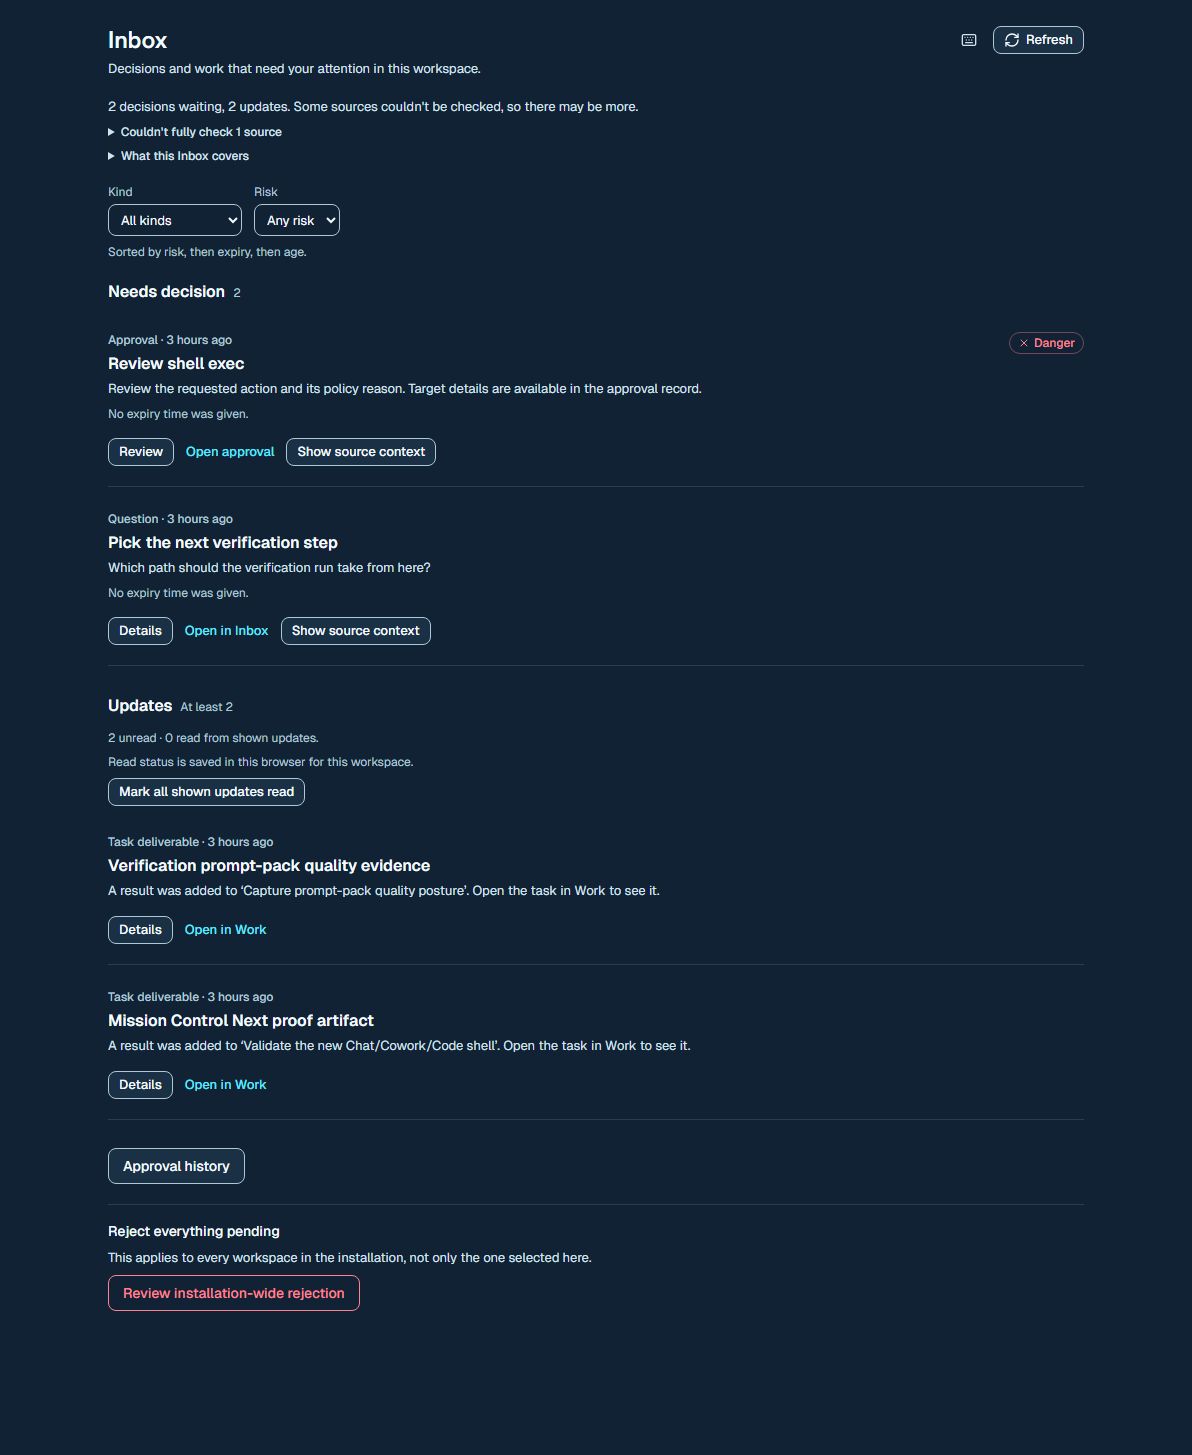 Inbox
Refresh
Decisions and work that need your attention in this workspace.
2 decisions waiting, 2 updates. Some sources couldn't be checked, so there may be more.
Couldn't fully check 1 source
What this Inbox covers
Kind
Risk
All kinds
Any risk
Sorted by risk, then expiry, then age.
Needs decision 2
Approval · 3 hours ago
Danger
Review shell exec
Review the requested action and its policy reason. Target details are available in the approval record.
No expiry time was given.
Review
Open approval
Show source context
Question · 3 hours ago
Pick the next verification step
Which path should the verification run take from here?
No expiry time was given.
Details
Open in Inbox
Show source context
Updates At least 2
2 unread · 0 read from shown updates.
Read status is saved in this browser for this workspace.
Mark all shown updates read
Task deliverable · 3 hours ago
Verification prompt-pack quality evidence
A result was added to ‘Capture prompt-pack quality posture’. Open the task in Work to see it.
Details
Open in Work
Task deliverable · 3 hours ago
Mission Control Next proof artifact
A result was added to ‘Validate the new Chat/Cowork/Code shell’. Open the task in Work to see it.
Details
Open in Work
Approval history
Reject everything pending
This applies to every workspace in the installation, not only the one selected here.
Review installation-wide rejection